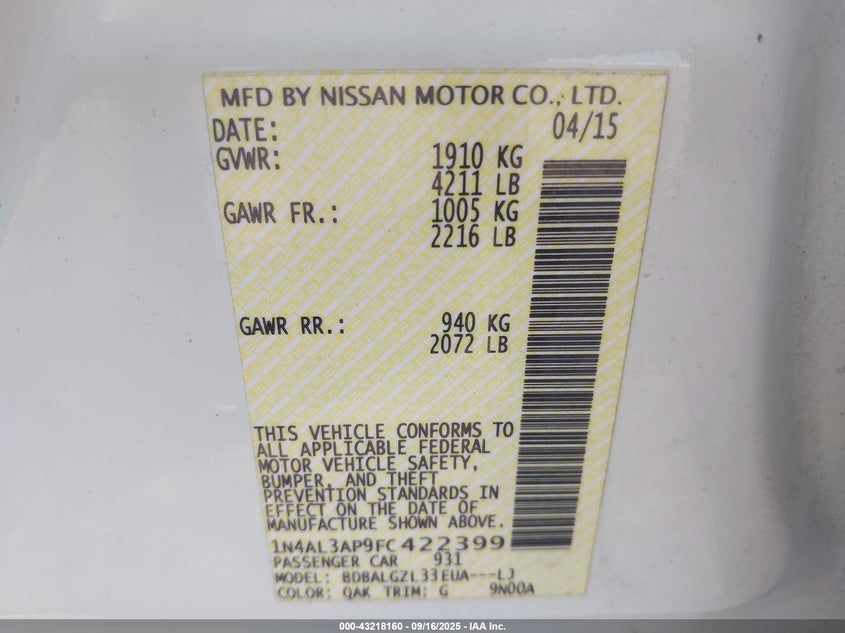 MFD BY NISSAN MOTOR CO., LTD.
DATE: 04/15
GVWR: 1910 KG
4211 LB
GAWR FR.: 1005 KG
2216 LB
GAWR RR.: 940 KG
2072 LB
THIS VEHICLE CONFORMS TO
ALL APPLICABLE FEDERAL
MOTOR VEHICLE SAFETY,
BUMPER, AND THEFT
PREVENTION STANDARDS IN
EFFECT ON THE DATE OF
MANUFACTURE SHOWN ABOVE.
1N4AL3AP9FC422399
PASSENGER CAR 931
MODEL: BDBALGZL33EUA---LJ
COLOR: QAK TRIM: G 9N00A
000-43218160 - 09/16/2025 - IAA Inc.